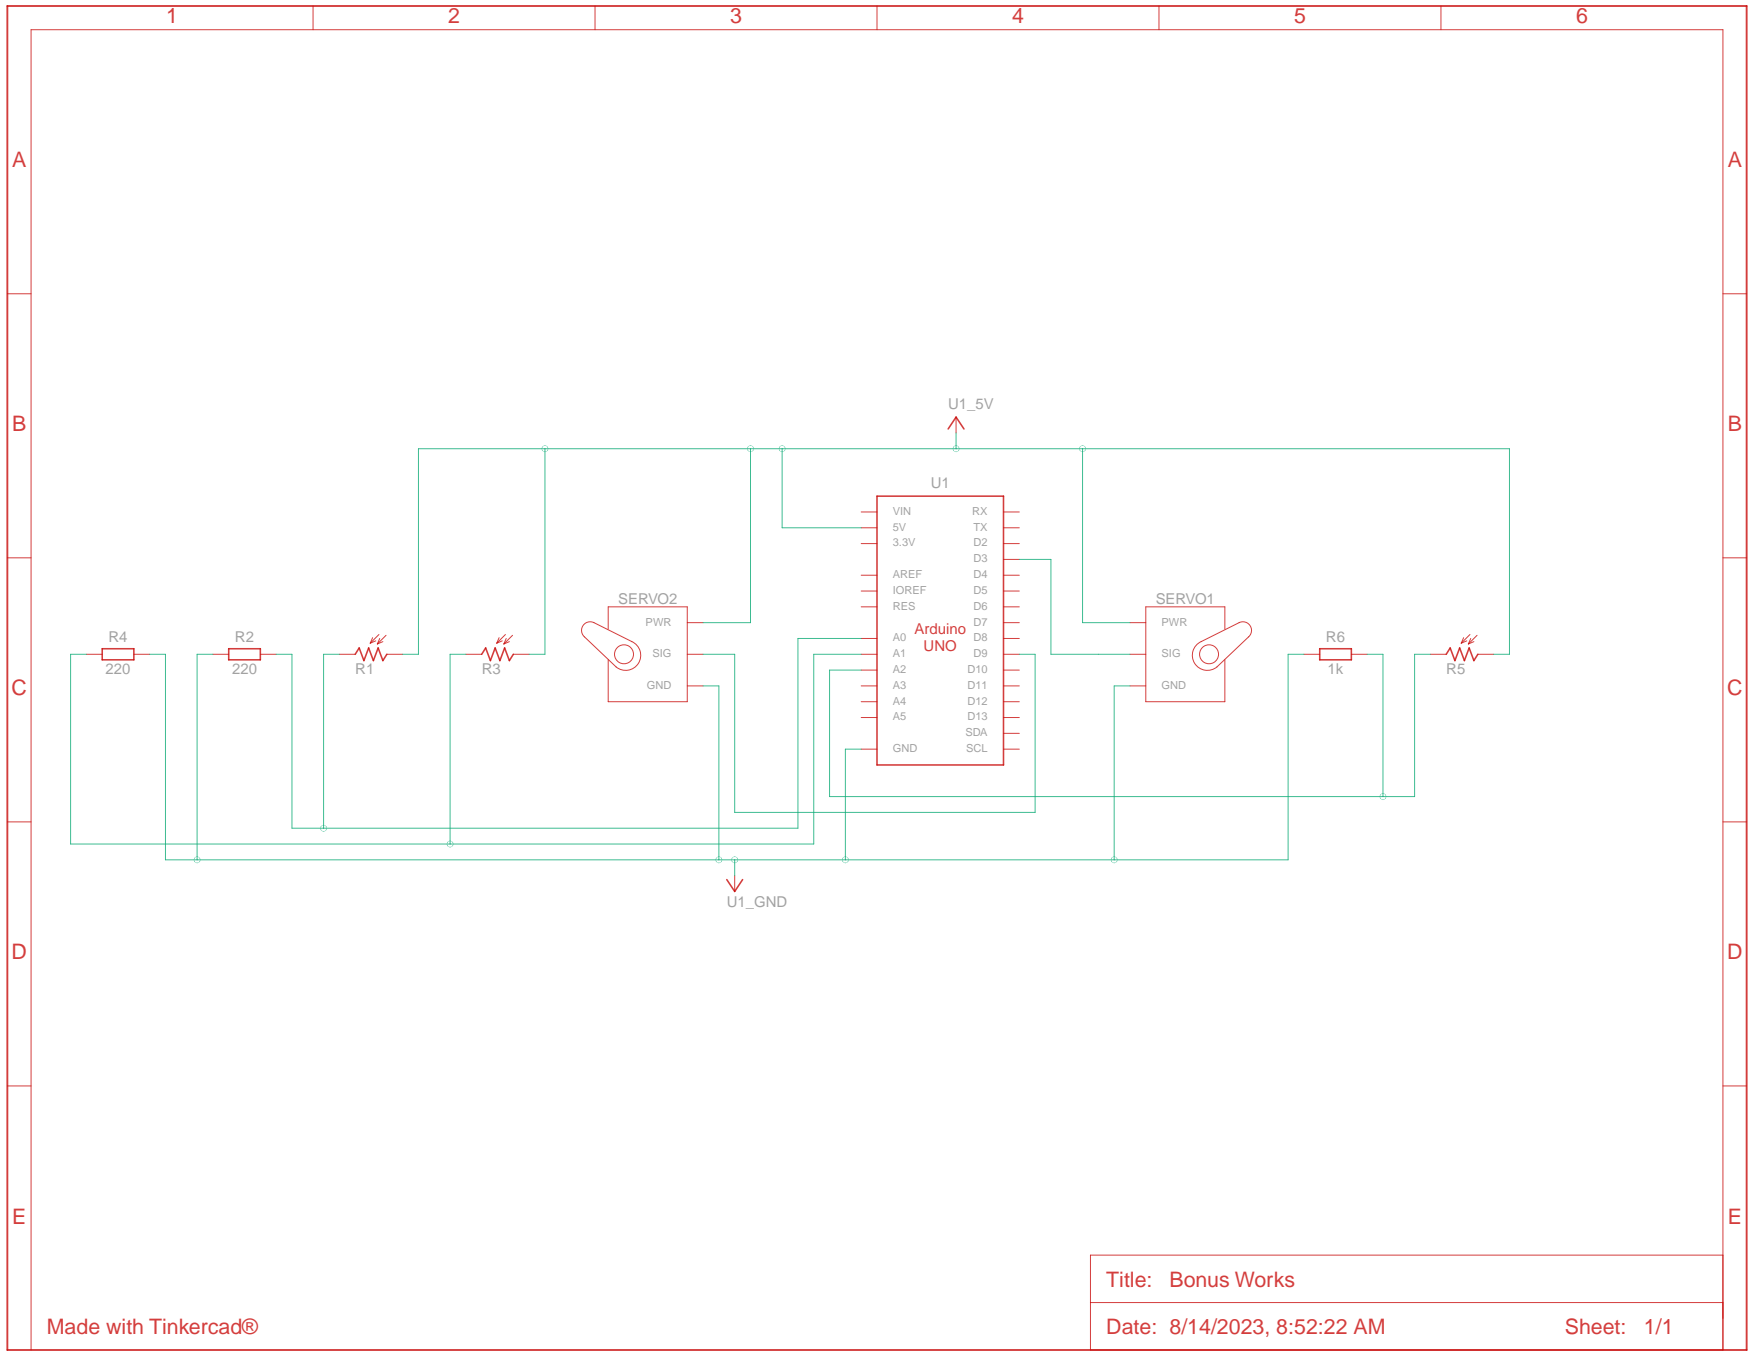 1 2 3 4 5 6
A A
B B
C C
D D
E E
U1_5V
U1
VIN RX
5V TX
3.3V D2
D3
AREF D4
IOREF D5
RES D6
D7
A0 D8
A1 D9
A2 D10
A3 D11
A4 D12
A5 D13
SDA
GND SCL
Arduino
UNO
R4
220
R2
220
R1
R3
SERVO2
PWR
SIG
GND
SERVO1
PWR
SIG
GND
R6
1k
R5
U1_GND
Title: Bonus Works
Made with Tinkercad®
Date: 8/14/2023, 8:52:22 AM Sheet: 1/1